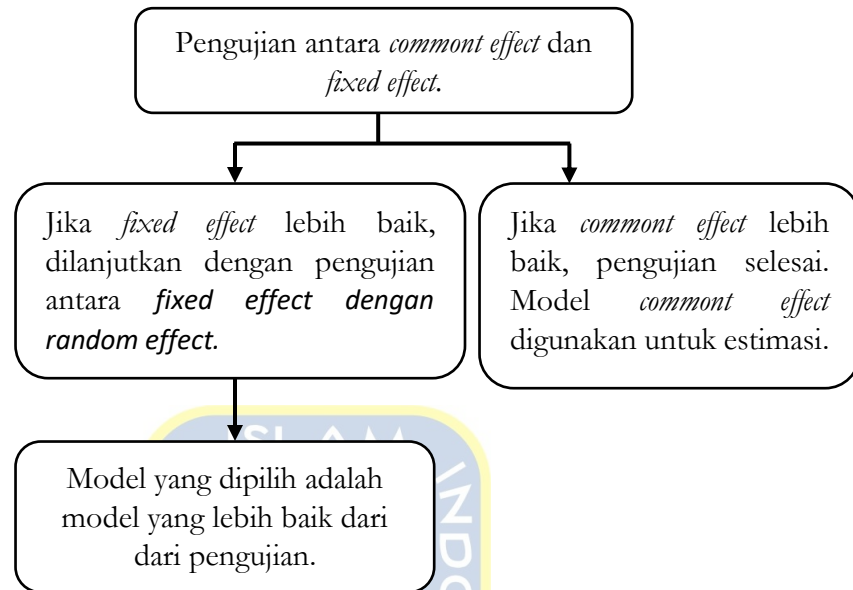 Pengujian antara commont effect dan
fixed effect.
Jika fixed effect lebih baik,
dilanjutkan dengan pengujian
antara fixed effect dengan
random effect.
Jika commont effect lebih
baik, pengujian selesai.
Model commont effect
digunakan untuk estimasi.
ISLAM INDO
Model yang dipilih adalah
model yang lebih baik dari
dari pengujian.